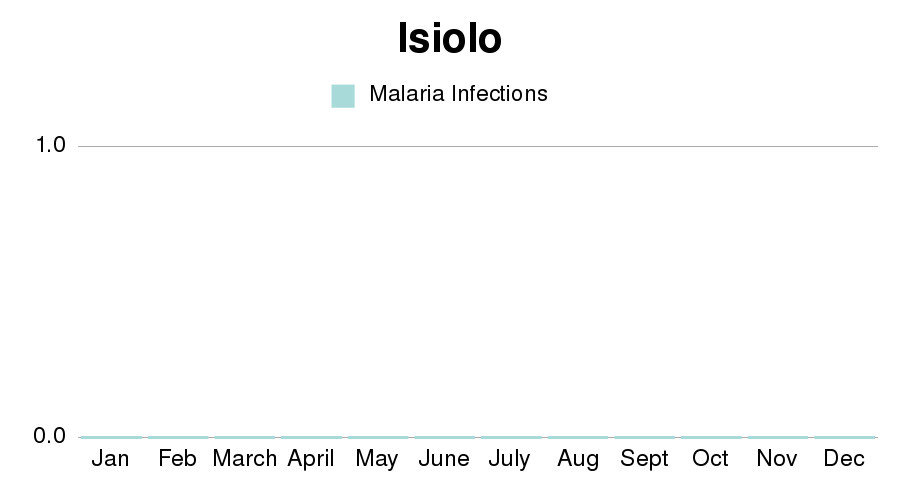 Isiolo
Malaria Infections
1.0
0.0
Jan Feb March April May June July Aug Sept Oct Nov Dec